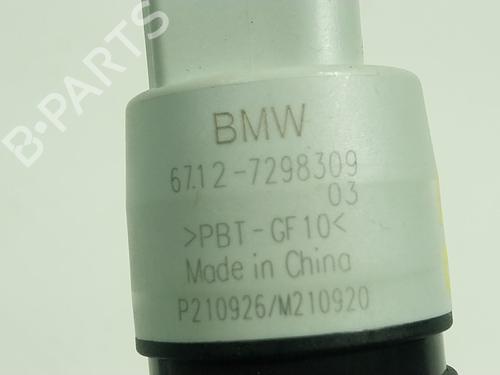 B-PARTS
BMW
67.12-7298309
03
>PBT-GF10<
Made in China
P210926/M210920